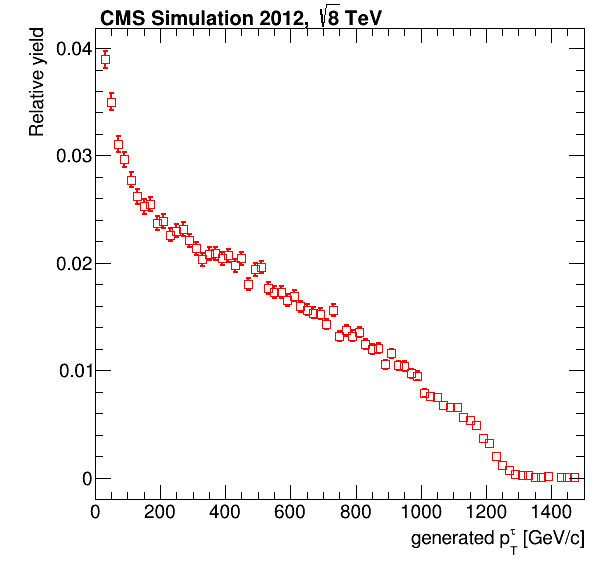 CMS Simulation 2012, √8 TeV
Relative yield
0.04
0.03
0.02
0.01
0
0 200 400 600 800 1000 1200 1400
generated p_T^τ [GeV/c]